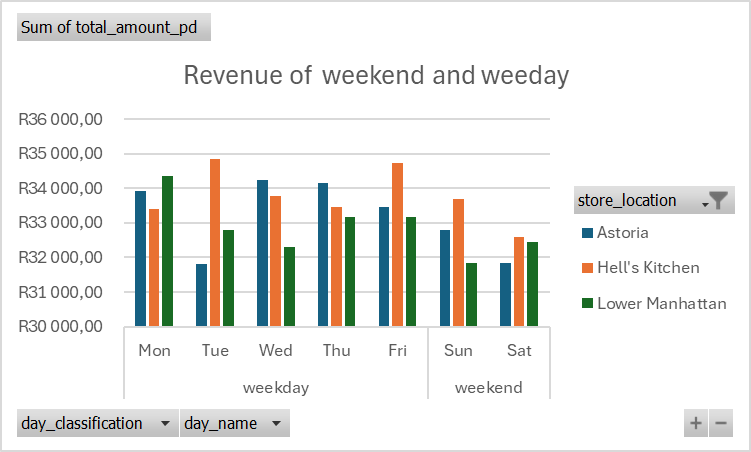 Sum of total_amount_pd
Revenue of weekend and weeday
R36 000,00
R35 000,00
R34 000,00
R33 000,00
R32 000,00
R31 000,00
R30 000,00
Mon Tue Wed Thu Fri Sun Sat
weekday weekend
store_location
Astoria
Hell's Kitchen
Lower Manhattan
day_classification day_name
+ −